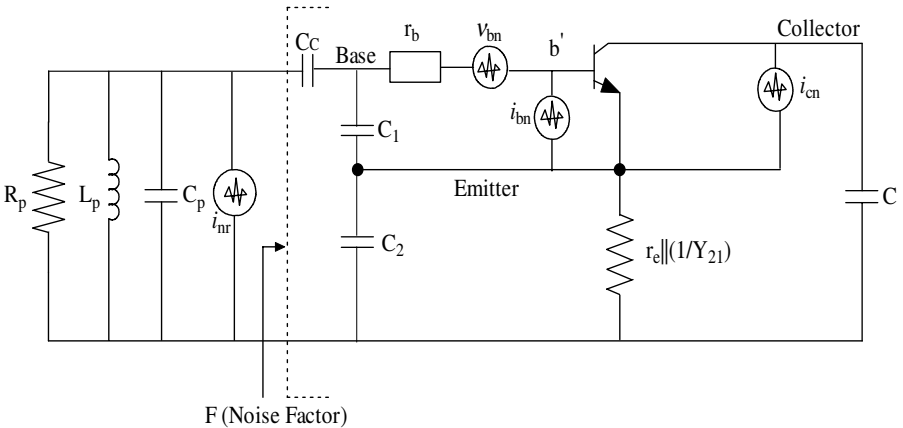 Collector
C_C
Base
r_b
v_bn
b'
i_cn
i_bn
C_1
Emitter
R_p
L_p
C_p
i_nr
C
C_2
r_e||(1/Y_21)
F (Noise Factor)